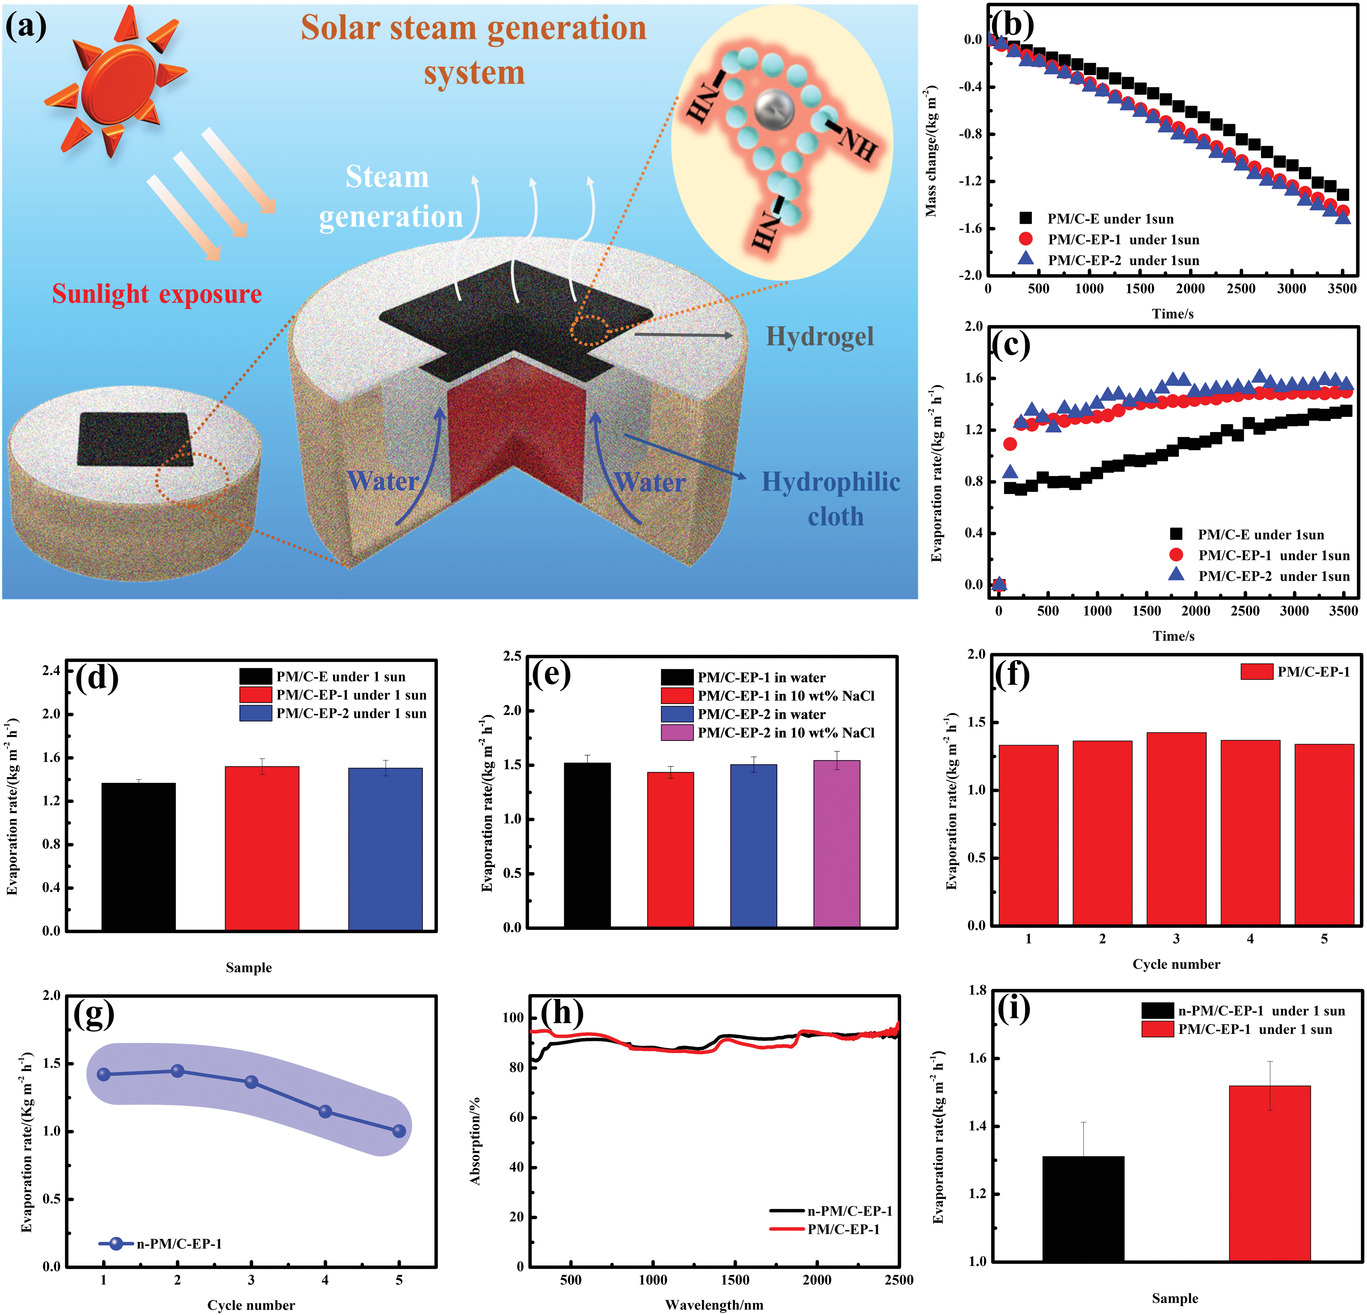 (a)
Solar steam generation
system
Steam
generation
Sunlight exposure
NH
NH
NH
Hydrogel
Water
Water
Hydrophilic
cloth
(b)
Mass change/(kg m⁻²)
0.0
-0.4
-0.8
-1.2
-1.6
-2.0
PM/C-E under 1sun
PM/C-EP-1 under 1sun
PM/C-EP-2 under 1sun
0 500 1000 1500 2000 2500 3000 3500
Time/s
(c)
Evaporation rate/(kg m⁻² h⁻¹)
2.0
1.6
1.2
0.8
0.4
0.0
PM/C-E under 1sun
PM/C-EP-1 under 1sun
PM/C-EP-2 under 1sun
0 500 1000 1500 2000 2500 3000 3500
Time/s
(d)
Evaporation rate/(kg m⁻² h⁻¹)
2.4
2.0
1.6
1.2
0.8
0.4
0.0
PM/C-E under 1 sun
PM/C-EP-1 under 1 sun
PM/C-EP-2 under 1 sun
Sample
(e)
Evaporation rate/(kg m⁻² h⁻¹)
2.5
2.0
1.5
1.0
0.5
0.0
PM/C-EP-1 in water
PM/C-EP-1 in 10 wt% NaCl
PM/C-EP-2 in water
PM/C-EP-2 in 10 wt% NaCl
(f)
Evaporation rate/(kg m⁻² h⁻¹)
2.0
1.5
1.0
0.5
0.0
PM/C-EP-1
1 2 3 4 5
Cycle number
(g)
Evaporation rate/(Kg m⁻² h⁻¹)
2.0
1.5
1.0
0.5
0.0
n-PM/C-EP-1
1 2 3 4 5
Cycle number
(h)
Absorption/%
100
80
60
40
20
0
n-PM/C-EP-1
PM/C-EP-1
500 1000 1500 2000 2500
Wavelength/nm
(i)
Evaporation rate(kg m⁻² h⁻¹)
1.8
1.6
1.4
1.2
1.0
n-PM/C-EP-1 under 1 sun
PM/C-EP-1 under 1 sun
Sample